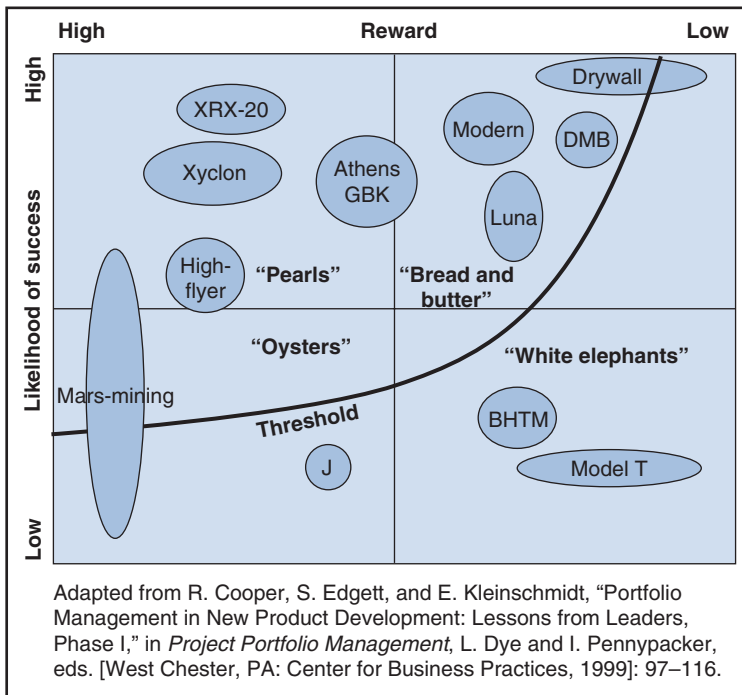 High Reward Low
High
Likelihood of success
Low
Drywall
XRX-20
Modern
DMB
Xyclon
Athens
GBK
Luna
High-
flyer
“Pearls”
“Bread and
butter”
“Oysters”
“White elephants”
Mars-mining
Threshold
BHTM
J
Model T
Adapted from R. Cooper, S. Edgett, and E. Kleinschmidt, “Portfolio
Management in New Product Development: Lessons from Leaders,
Phase I,” in Project Portfolio Management, L. Dye and I. Pennypacker,
eds. [West Chester, PA: Center for Business Practices, 1999]: 97–116.